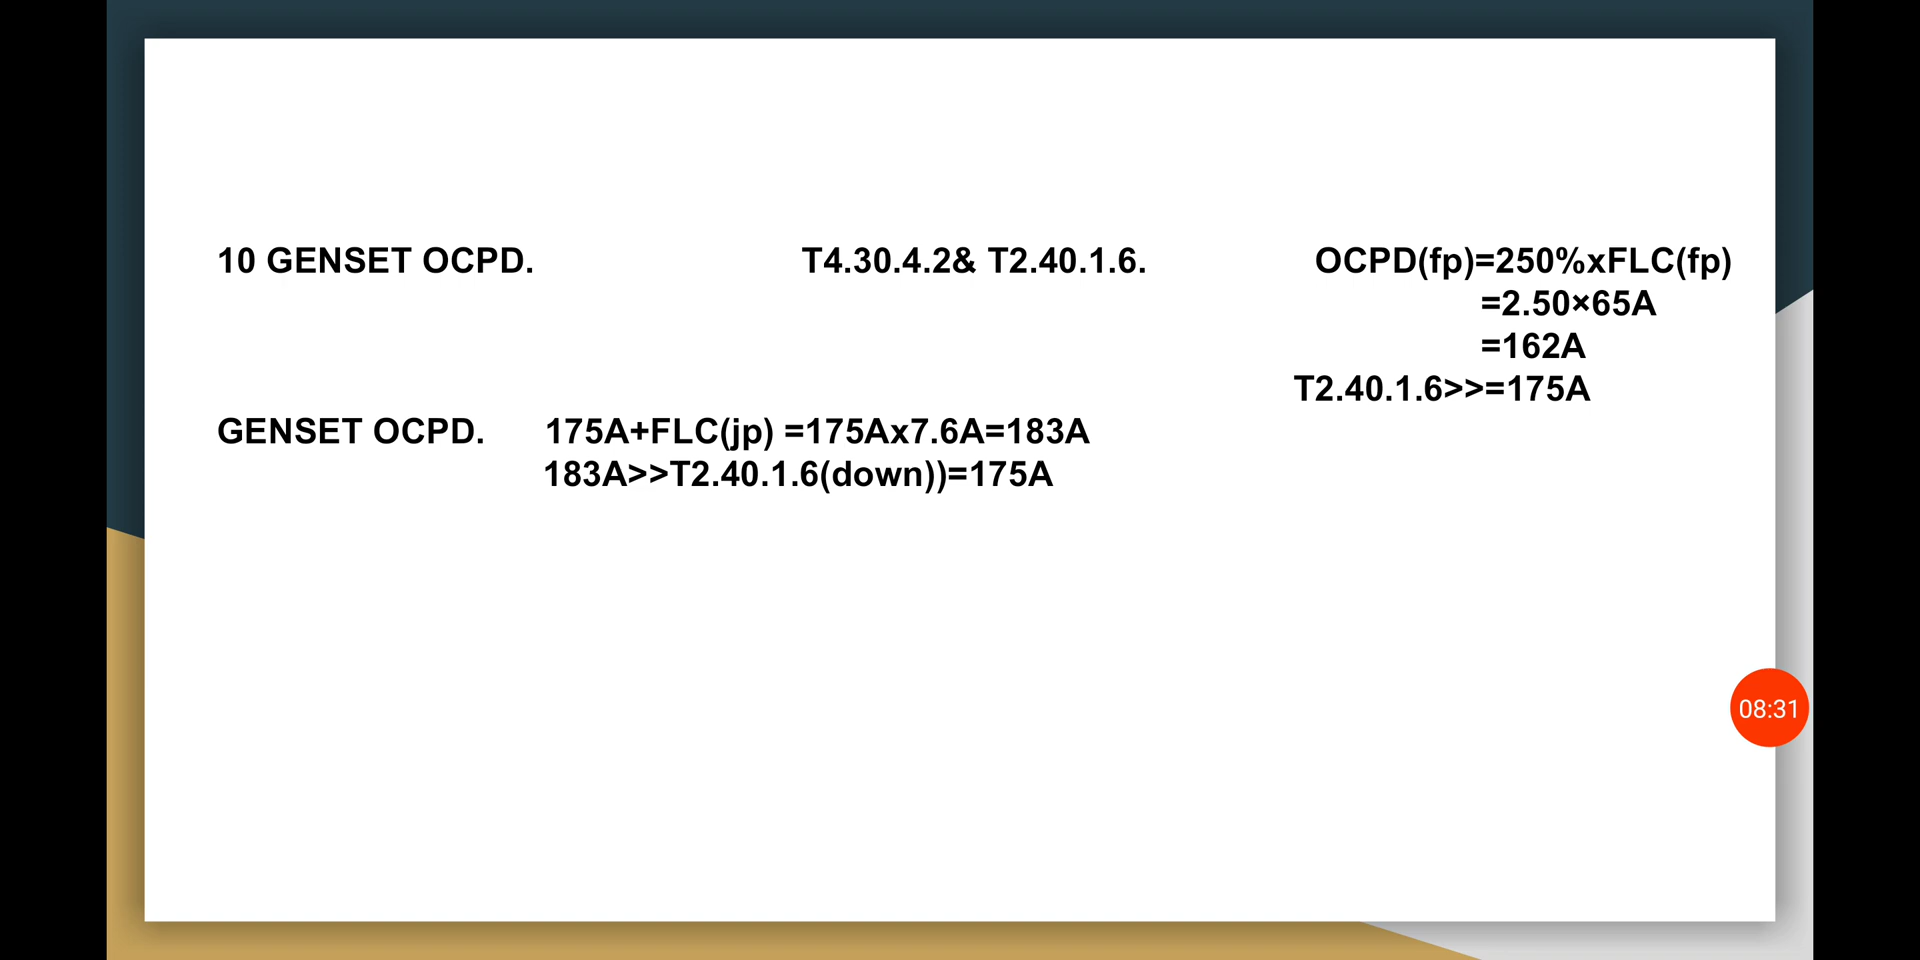 10 GENSET OCPD. T4.30.4.2& T2.40.1.6. OCPD(fp)=250%xFLC(fp)
=2.50×65A
=162A
T2.40.1.6>>=175A
GENSET OCPD. 175A+FLC(jp) =175Ax7.6A=183A
183A>>T2.40.1.6(down))=175A
08:31